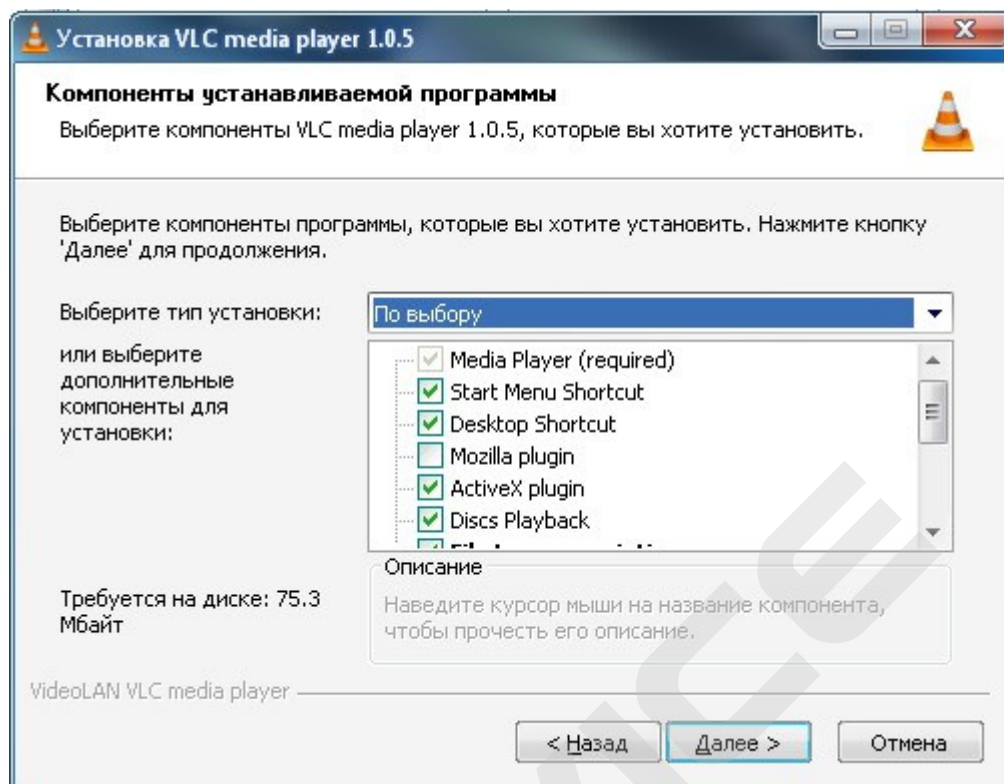 Установка VLC media player 1.0.5
Компоненты устанавливаемой программы
Выберите компоненты VLC media player 1.0.5, которые вы хотите установить.
Выберите компоненты программы, которые вы хотите установить. Нажмите кнопку
'Далее' для продолжения.
Выберите тип установки:
По выбору
или выберите
дополнительные
компоненты для
установки:
Media Player (required)
Start Menu Shortcut
Desktop Shortcut
Mozilla plugin
ActiveX plugin
Discs Playback
Требуется на диске: 75.3
Мбайт
Описание
Наведите курсор мыши на название компонента,
чтобы прочесть его описание.
VideoLAN VLC media player
< Назад
Далее >
Отмена